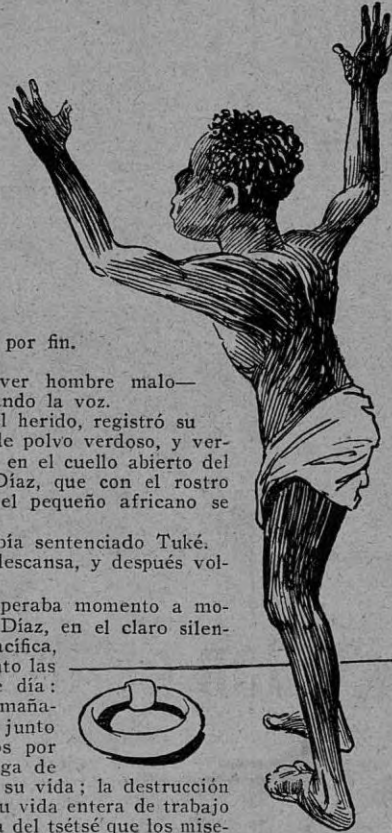 por fin.
ver hombre malo—
ndo la voz.
l herido, registró su
le polvo verdoso, y ver-
en el cuello abierto del
Díaz, que con el rostro
el pequeño africano se
bía sentenciado Tuké.
descansa, y después vol-
peraba momento a mo-
Díaz, en el claro silen-
acífica,
nto las
e día:
maña-
junto
os por
ga de
su vida; la destrucción
u vida entera de trabajo
a del tsétsé que los mise-